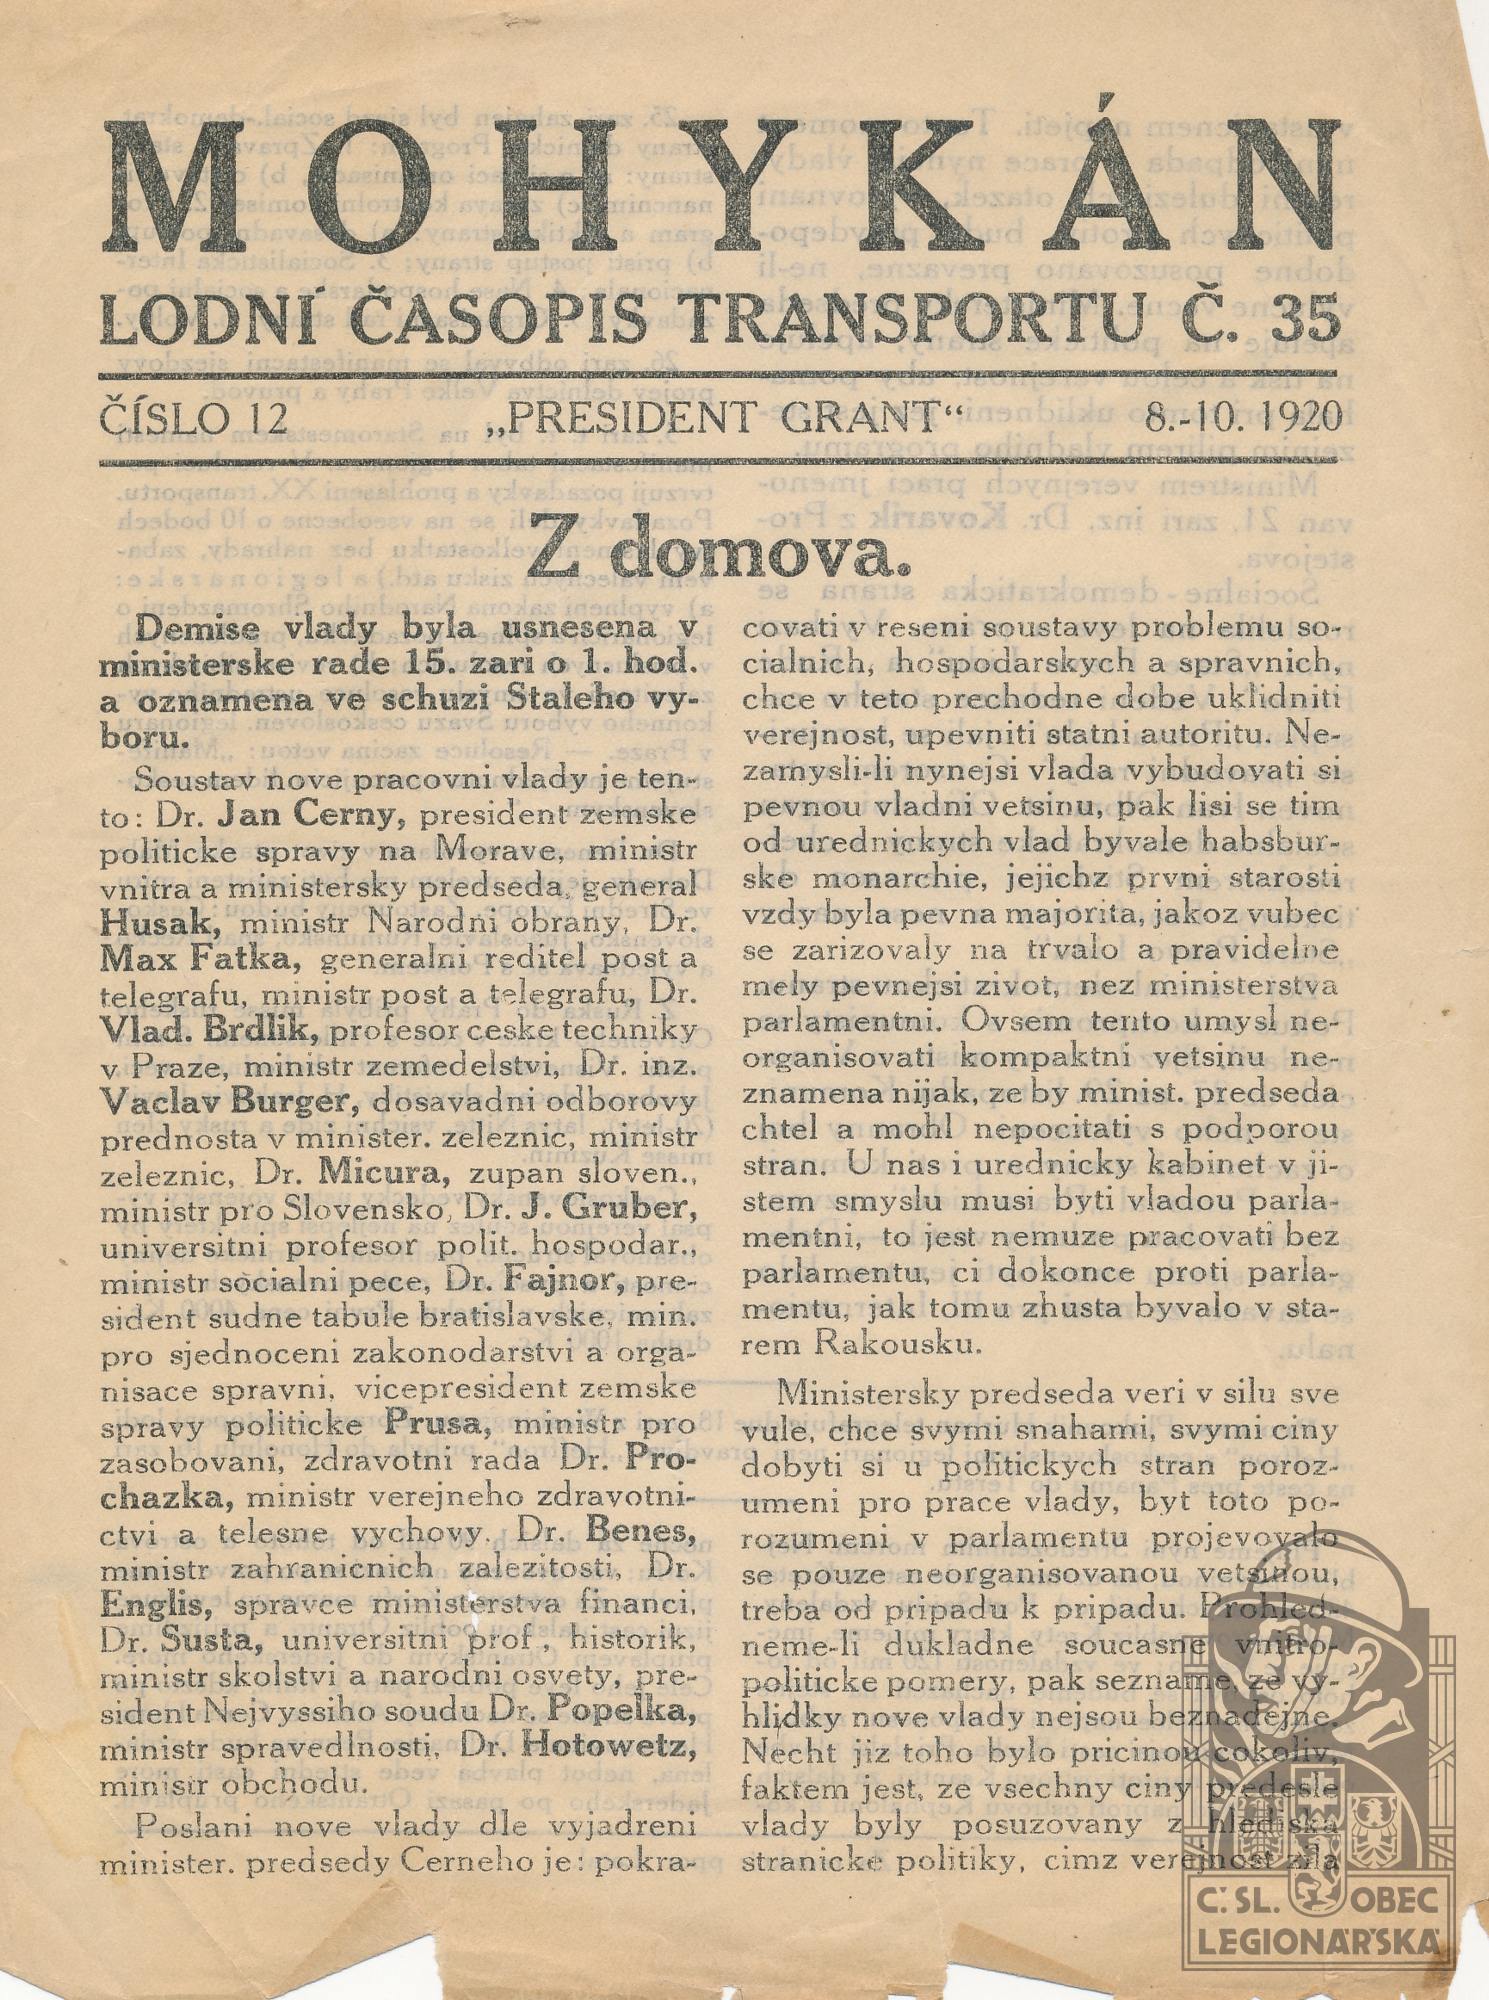 MOHYKÁN
LODNÍ ČASOPIS TRANSPORTU Č. 35
ČÍSLO 12 „PRESIDENT GRANT“ 8.-10. 1920
Z domova.
Demise vlady byla usnesena v
ministerske rade 15. zari o 1. hod.
a oznamena ve schuzi Staleho vy-
boru.
Soustav nove pracovni vlady je ten-
to: Dr. Jan Cerny, president zemske
politicke spravy na Morave, ministr
vnitra a ministersky predseda, general
Husak, ministr Narodni obrany, Dr.
Max Fatka, generalni reditel post a
telegrafu, ministr post a telegrafu, Dr.
Vlad. Brdlik, profesor ceske techniky
v Praze, ministr zemedelstvi, Dr. inz.
Vaclav Burger, dosavadni odborovy
prednosta v minister. zeleznic, ministr
zeleznic, Dr. Micura, zupan sloven.,
ministr pro Slovensko, Dr. J. Gruber,
universitni profesor polit. hospodar.,
ministr socialni pece, Dr. Fajnor, pre-
sident sudne tabule bratislavske, min.
pro sjednoceni zakonodarstvi a orga-
nisace spravni, vicepresident zemske
spravy politicke Prusa, ministr pro
zasobovani, zdravotni rada Dr. Pro-
chazka, ministr verejneho zdravotni-
ctvi a telesne vychovy, Dr. Benes,
ministr zahranicnich zalezitosti, Dr.
Englis, spravce ministerstva financi,
Dr. Susta, universitni prof, historik,
ministr skolstvi a narodni osvety, pre-
sident Nejvyssiho soudu Dr. Popelka,
ministr spravedlnosti, Dr. Hotowetz,
ministr obchodu.
Poslani nove vlady dle vyjadreni
minister. predsedy Cerneho je: pokra-
covati v reseni soustavy problemu so-
cialnich, hospodarskych a spravnich,
chce v teto prechodne dobe uklidniti
verejnost, upevniti statni autoritu. Ne-
zamysli-li nynejsi vlada vybudovati si
pevnou vladni vetsinu, pak lisi se tim
od urednickych vlad byvale habsbur-
ske monarchie, jejichz prvni starosti
vzdy byla pevna majorita, jakoz vubec
se zarizovaly na trvalo a pravidelne
mely pevnejsi zivot, nez ministerstva
parlamentni. Ovsem tento umysl ne-
organisovati kompaktni vetsinu ne-
znamena nijak, ze by minist. predseda
chtel a mohl nepocitati s podporou
stran. U nas i urednicky kabinet v ji-
stem smyslu musi byti vladou parla-
mentni, to jest nemuze pracovati bez
parlamentu, ci dokonce proti parla-
mentu, jak tomu zhusta byvalo v sta-
rem Rakousku.
Ministersky predseda veri v silu sve
vule, chce svymi snahami, svymi ciny
dobyti si u politickych stran poroz-
umeni pro prace vlady, byt toto po-
rozumeni v parlamentu projevovalo
se pouze neorganisovanou vetsinou,
treba od pripadu k pripadu. Prohled-
neme-li dukladne soucasne vnitro-
politicke pomery, pak sezname, ze vy-
hlidky nove vlady nejsou beznadejne.
Necht jiz toho bylo pricinou cokoliv,
faktem jest, ze vsechny ciny predesle
vlady byly posuzovany z hlediska
stranicke politiky, cimz verejnost zila
Č. SL. OBEC
LEGIONÁŘSKÁ